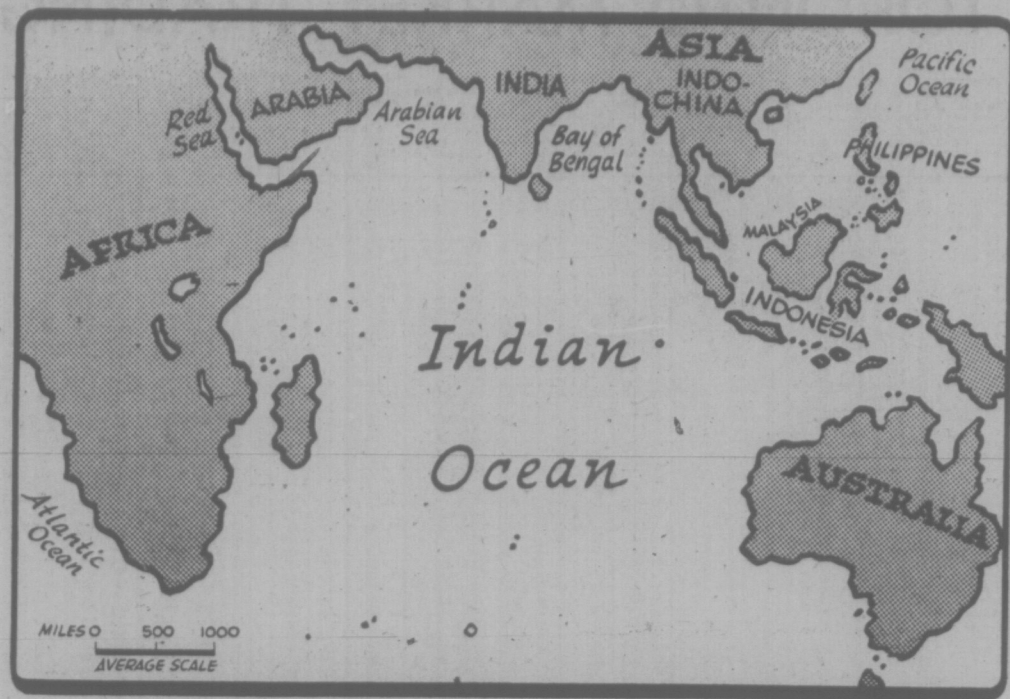 ASIA
Pacific
Ocean
INDIA
INDO-
CHINA
ARABIA
Arabian
Sea
Red
Sea
Bay of
Bengal
PHILIPPINES
AFRICA
MALAYSIA
INDONESIA
Indian
Ocean
AUSTRALIA
Atlantic
Ocean
MILES 0 500 1000
AVERAGE SCALE